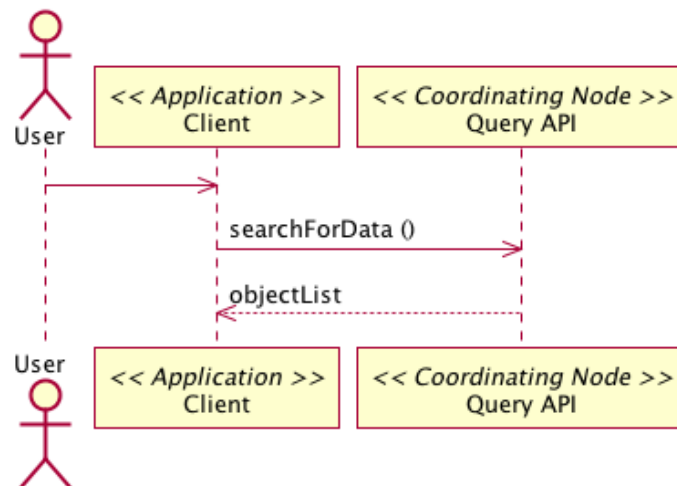 << Application >>
Client
<< Coordinating Node >>
Query API
User
searchForData ()
objectList
User
<< Application >>
Client
<< Coordinating Node >>
Query API